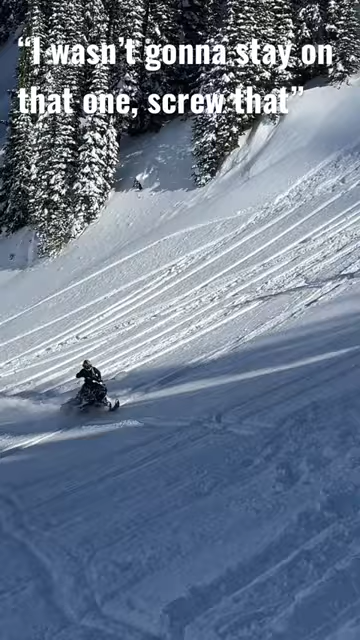 “I wasn’t gonna stay on
that one, screw that”